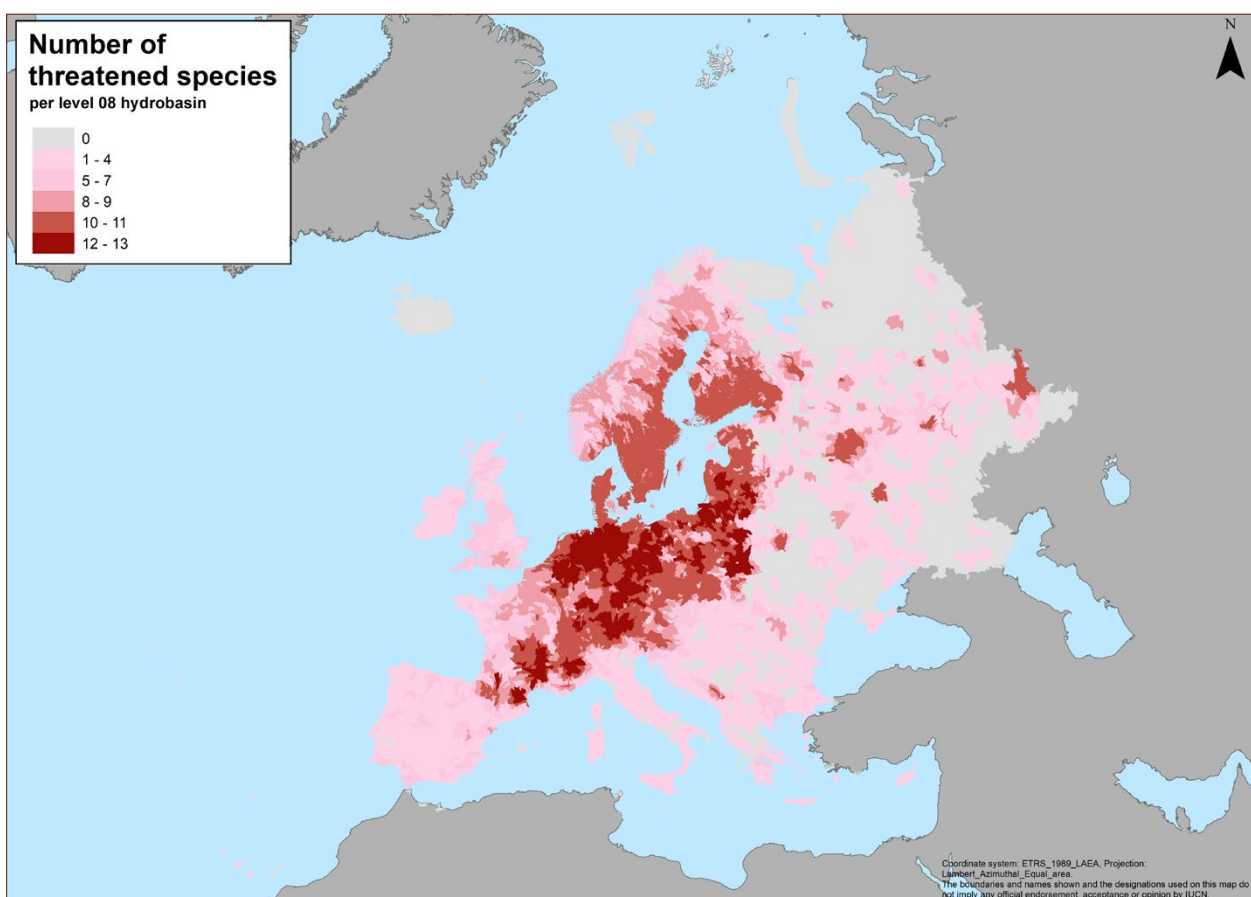 Number of
threatened species
per level 08 hydrobasin
0
1 - 4
5 - 7
8 - 9
10 - 11
12 - 13
N
Coordinate system: ETRS_1989_LAEA, Projection:
Lambert_Azimuthal_Equal_area.
The boundaries and names shown and the designations used on this map do
not imply any official endorsement, acceptance or opinion by IUCN.